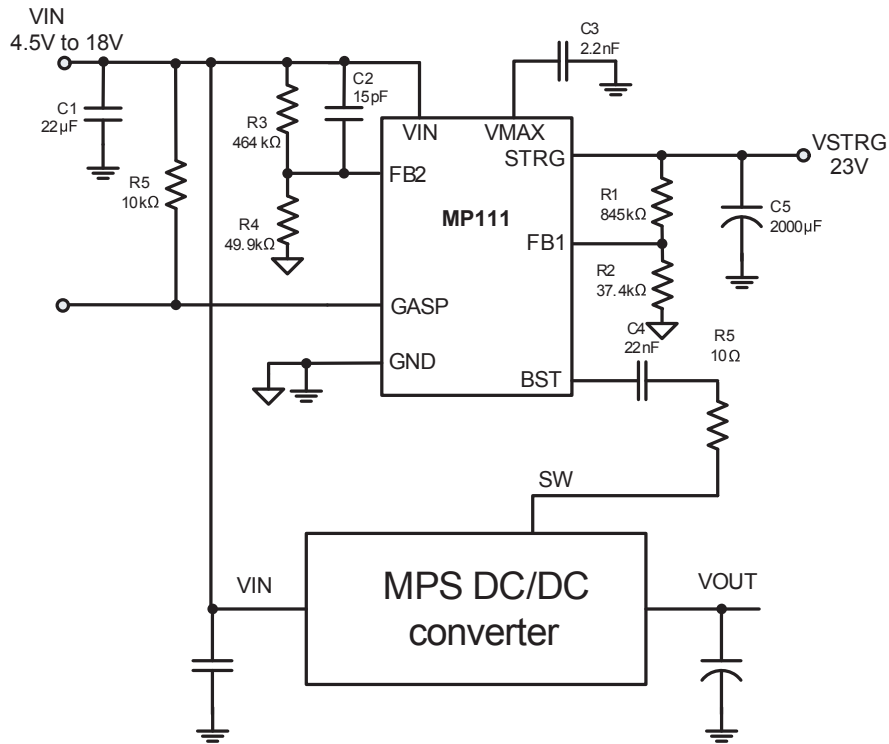 VIN
4.5V to 18V
C1
22µF
R5
10kΩ
R3
464 kΩ
C2
15pF
R4
49.9kΩ
C3
2.2nF
VIN
VMAX
STRG
FB2
MP111
FB1
GASP
GND
BST
R1
845kΩ
R2
37.4kΩ
C5
2000µF
VSTRG
23V
C4
22nF
R5
10Ω
SW
VIN
MPS DC/DC
converter
VOUT